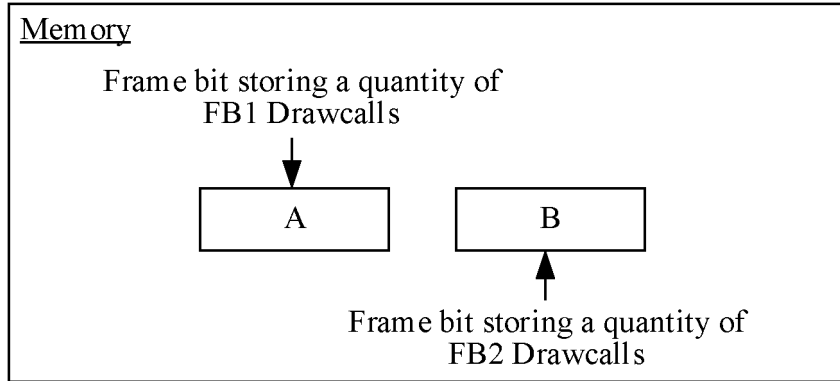 Memory
Frame bit storing a quantity of
FB1 Drawcalls
A
B
Frame bit storing a quantity of
FB2 Drawcalls